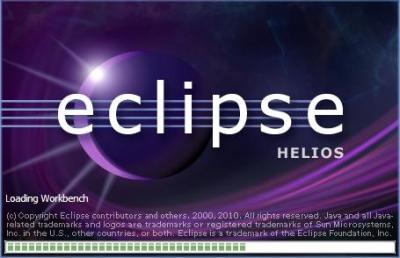 eclipse
HELIOS
Loading Workbench
(c) Copyright Eclipse contributors and others. 2000, 2010. All rights reserved. Java and all Java-
related trademarks and logos are trademarks or registered trademarks of Sun Microsystems,
Inc. in the U.S., other countries, or both. Eclipse is a trademark of the Eclipse Foundation, Inc.